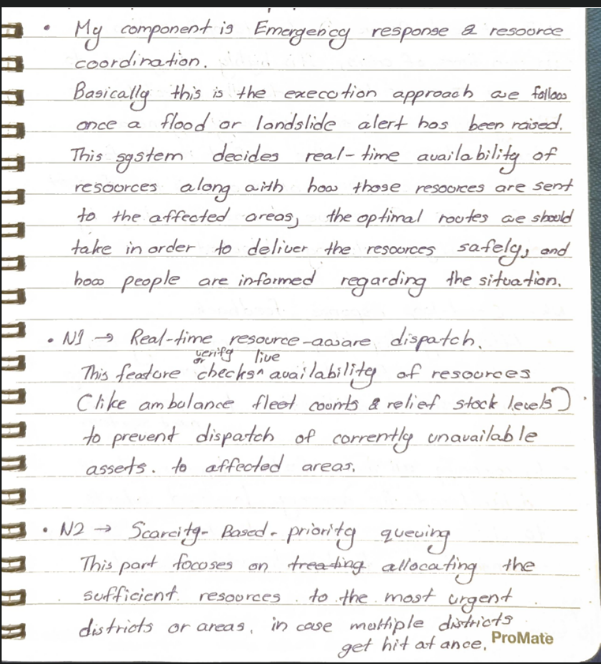 • My component is Emergency response & resource
coordination.
Basically this is the execution approach we follow
once a flood or landslide alert has been raised.
This system decides real-time availability of
resources along with how those resources are sent
to the affected areas, the optimal routes we should
take in order to deliver the resources safely, and
how people are informed regarding the situation.
• N1 → Real-time resource-aware dispatch.
verify live
This feature checks or ^ availability of resources
(like ambulance fleet counts & relief stock levels)
to prevent dispatch of currently unavailable
assets. to affected areas.
• N2 → Scarcity-Based-priority queuing
This part focuses on treating allocating the
sufficient resources to the most urgent
districts or areas, in case multiple districts
get hit at once.
ProMate